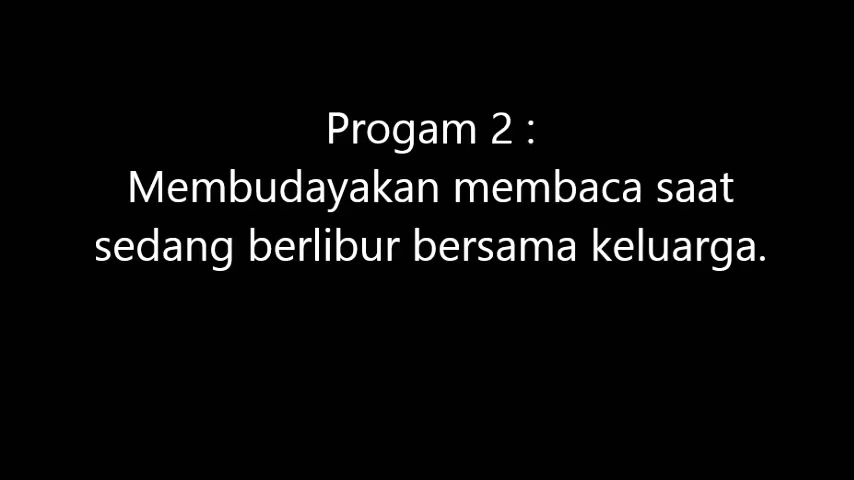 Progam 2 :
Membudayakan membaca saat
sedang berlibur bersama keluarga.